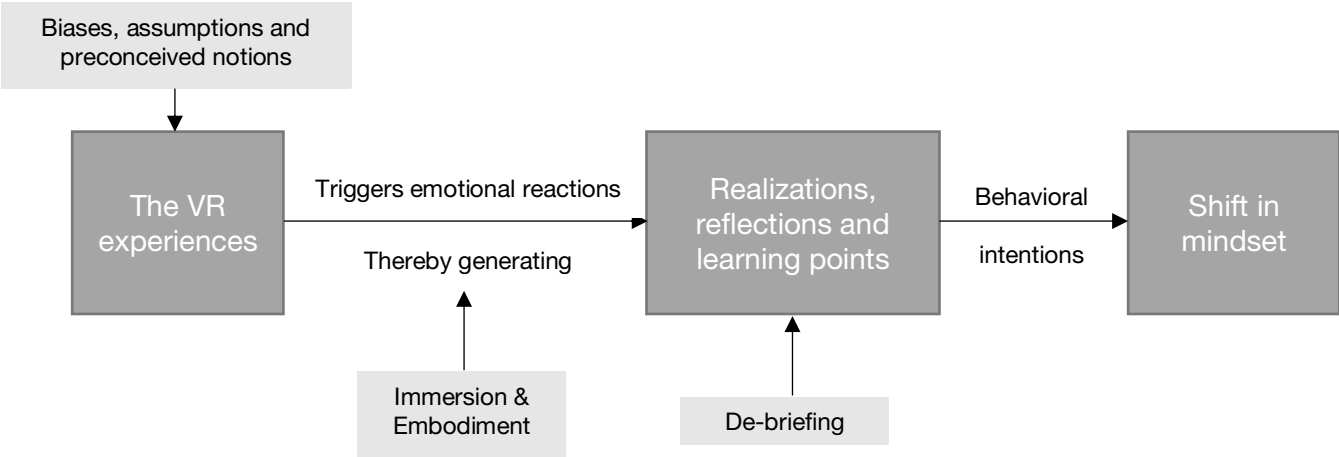 Biases, assumptions and
preconceived notions
The VR
experiences
Triggers emotional reactions
Thereby generating
Immersion &
Embodiment
Realizations,
reflections and
learning points
De-briefing
Behavioral
intentions
Shift in
mindset